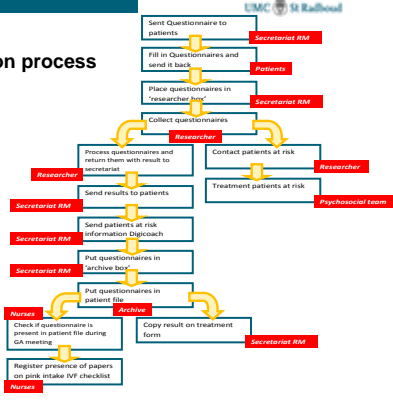 UMC St Radboud
on process
Sent Questionnaire to
patients
Secretariat RM
Fill in Questionnaires and
send it back
Patients
Place questionnaires in
'researcher box'
Secretariat RM
Collect questionnaires
Researcher
Process questionnaires and
return them with result to
secretariat
Researcher
Contact patients at risk
Researcher
Send results to patients
Secretariat RM
Treatment patients at risk
Psychosocial team
Send patients at risk
information Digicoach
Secretariat RM
Put questionnaires in
'archive box'
Secretariat RM
Put questionnaires in
patient file
Archive
Nurses
Check if questionnaire is
present in patient file during
GA meeting
Copy result on treatment
form
Secretariat RM
Register presence of papers
on pink intake IVF checklist
Nurses